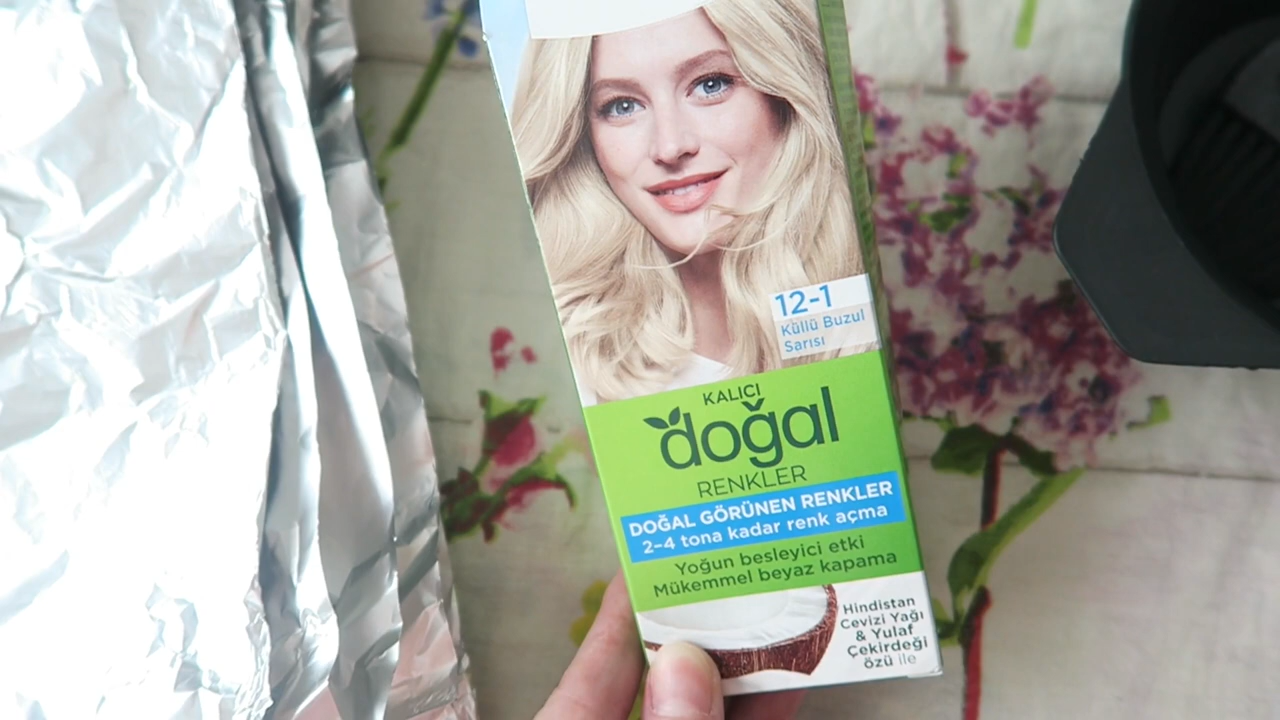 12-1
Küllü Buzul
Sarısı
KALICI
doğal
RENKLER
DOĞAL GÖRÜNEN RENKLER
2-4 tona kadar renk açma
Yoğun besleyici etki
Mükemmel beyaz kapama
Hindistan
Cevizi Yağı
& Yulaf
Çekirdeği
özü ile